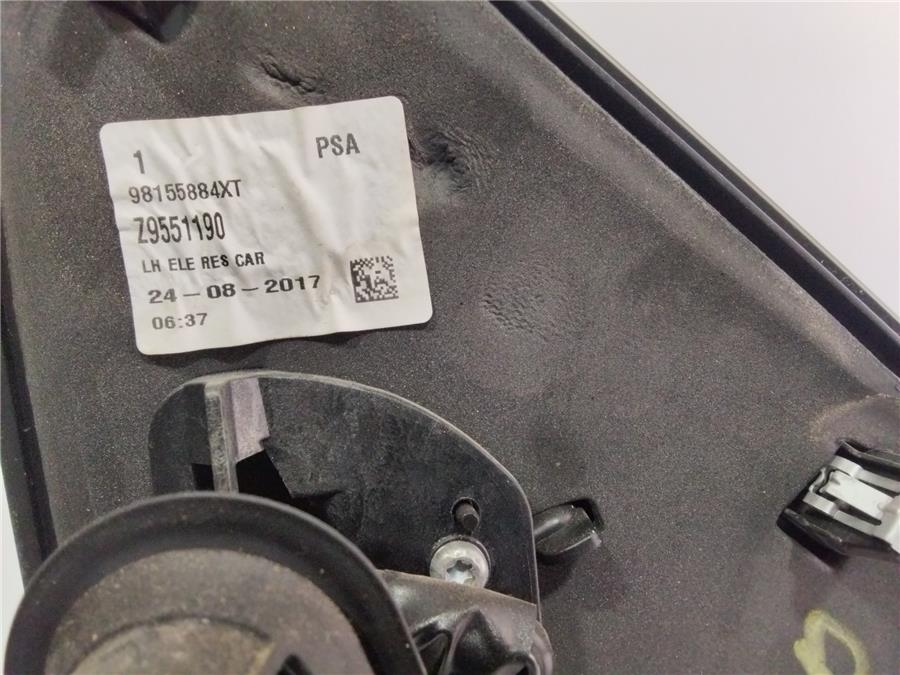 1 PSA
98155884XT
Z9551190
LH ELE RES CAR
24-08-2017
06:37